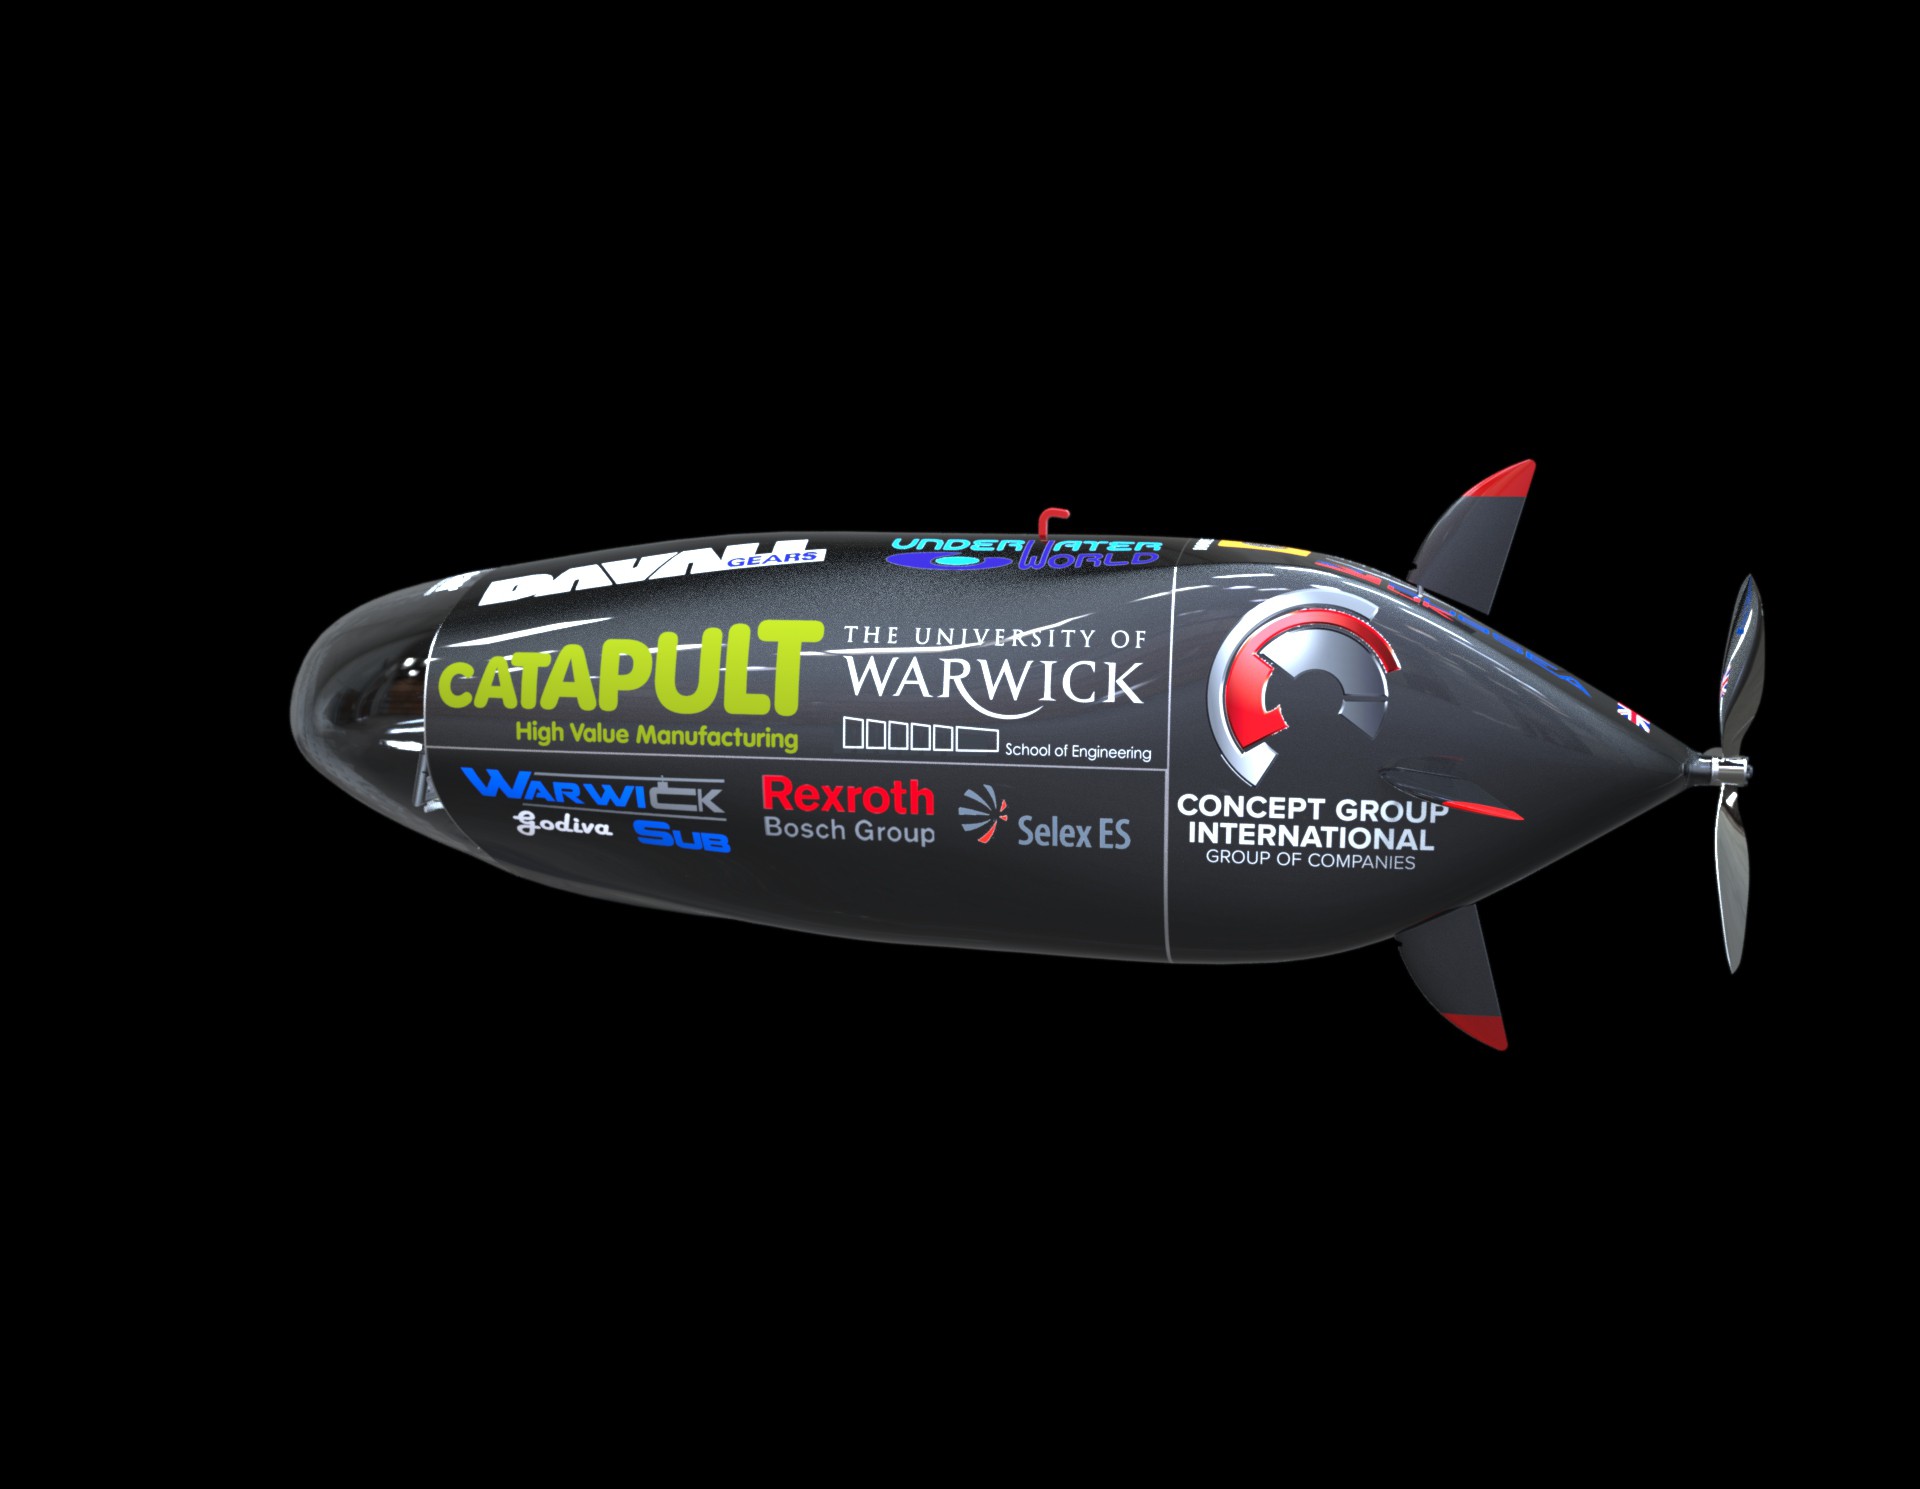 DAVALL
GEARS
UNDERWATER
WORLD
CATAPULT
High Value Manufacturing
THE UNIVERSITY OF
WARWICK
School of Engineering
WARWICK
Godiva
SUB
Rexroth
Bosch Group
Selex ES
CONCEPT GROUP
INTERNATIONAL
GROUP OF COMPANIES